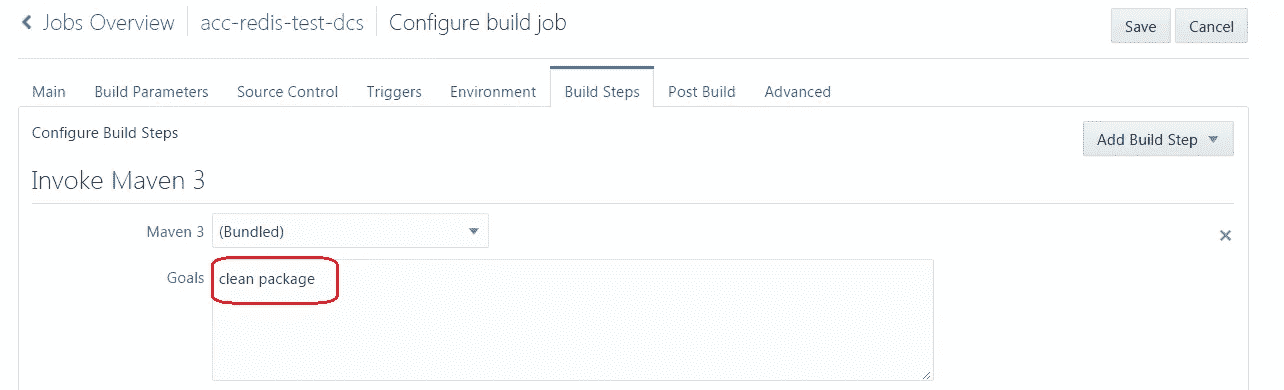 Jobs Overview acc-redis-test-dcs Configure build job Save Cancel
Main Build Parameters Source Control Triggers Environment Build Steps Post Build Advanced
Configure Build Steps Add Build Step
Invoke Maven 3
Maven 3 (Bundled)
Goals clean package